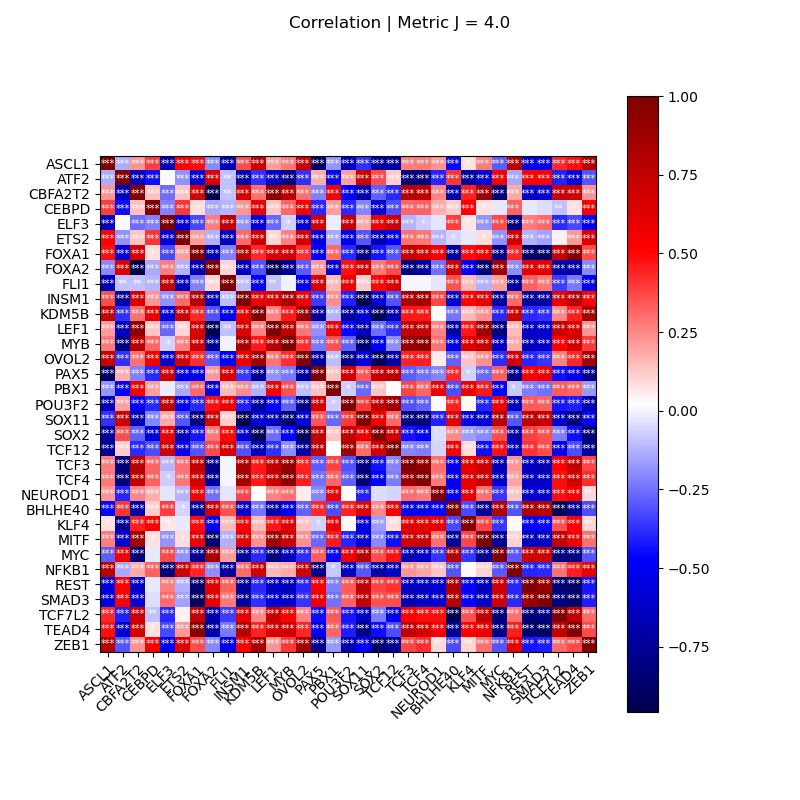 Correlation | Metric J = 4.0
ASCL1
ATF2
CBFA2T2
CEBPD
ELF3
ETS2
FOXA1
FOXA2
FLI1
INSM1
KDM5B
LEF1
MYB
OVOL2
PAX5
PBX1
POU3F2
SOX11
SOX2
TCF12
TCF3
TCF4
NEUROD1
BHLHE40
KLF4
MITF
MYC
NFKB1
REST
SMAD3
TCF7L2
TEAD4
ZEB1
ASCL1
ATF2
CBFA2T2
CEBPD
ELF3
ETS2
FOXA1
FOXA2
FLI1
INSM1
KDM5B
LEF1
MYB
OVOL2
PAX5
PBX1
POU3F2
SOX11
SOX2
TCF12
TCF3
TCF4
NEUROD1
BHLHE40
KLF4
MITF
MYC
NFKB1
REST
SMAD3
TCF7L2
TEAD4
ZEB1
1.00
0.75
0.50
0.25
0.00
−0.25
−0.50
−0.75